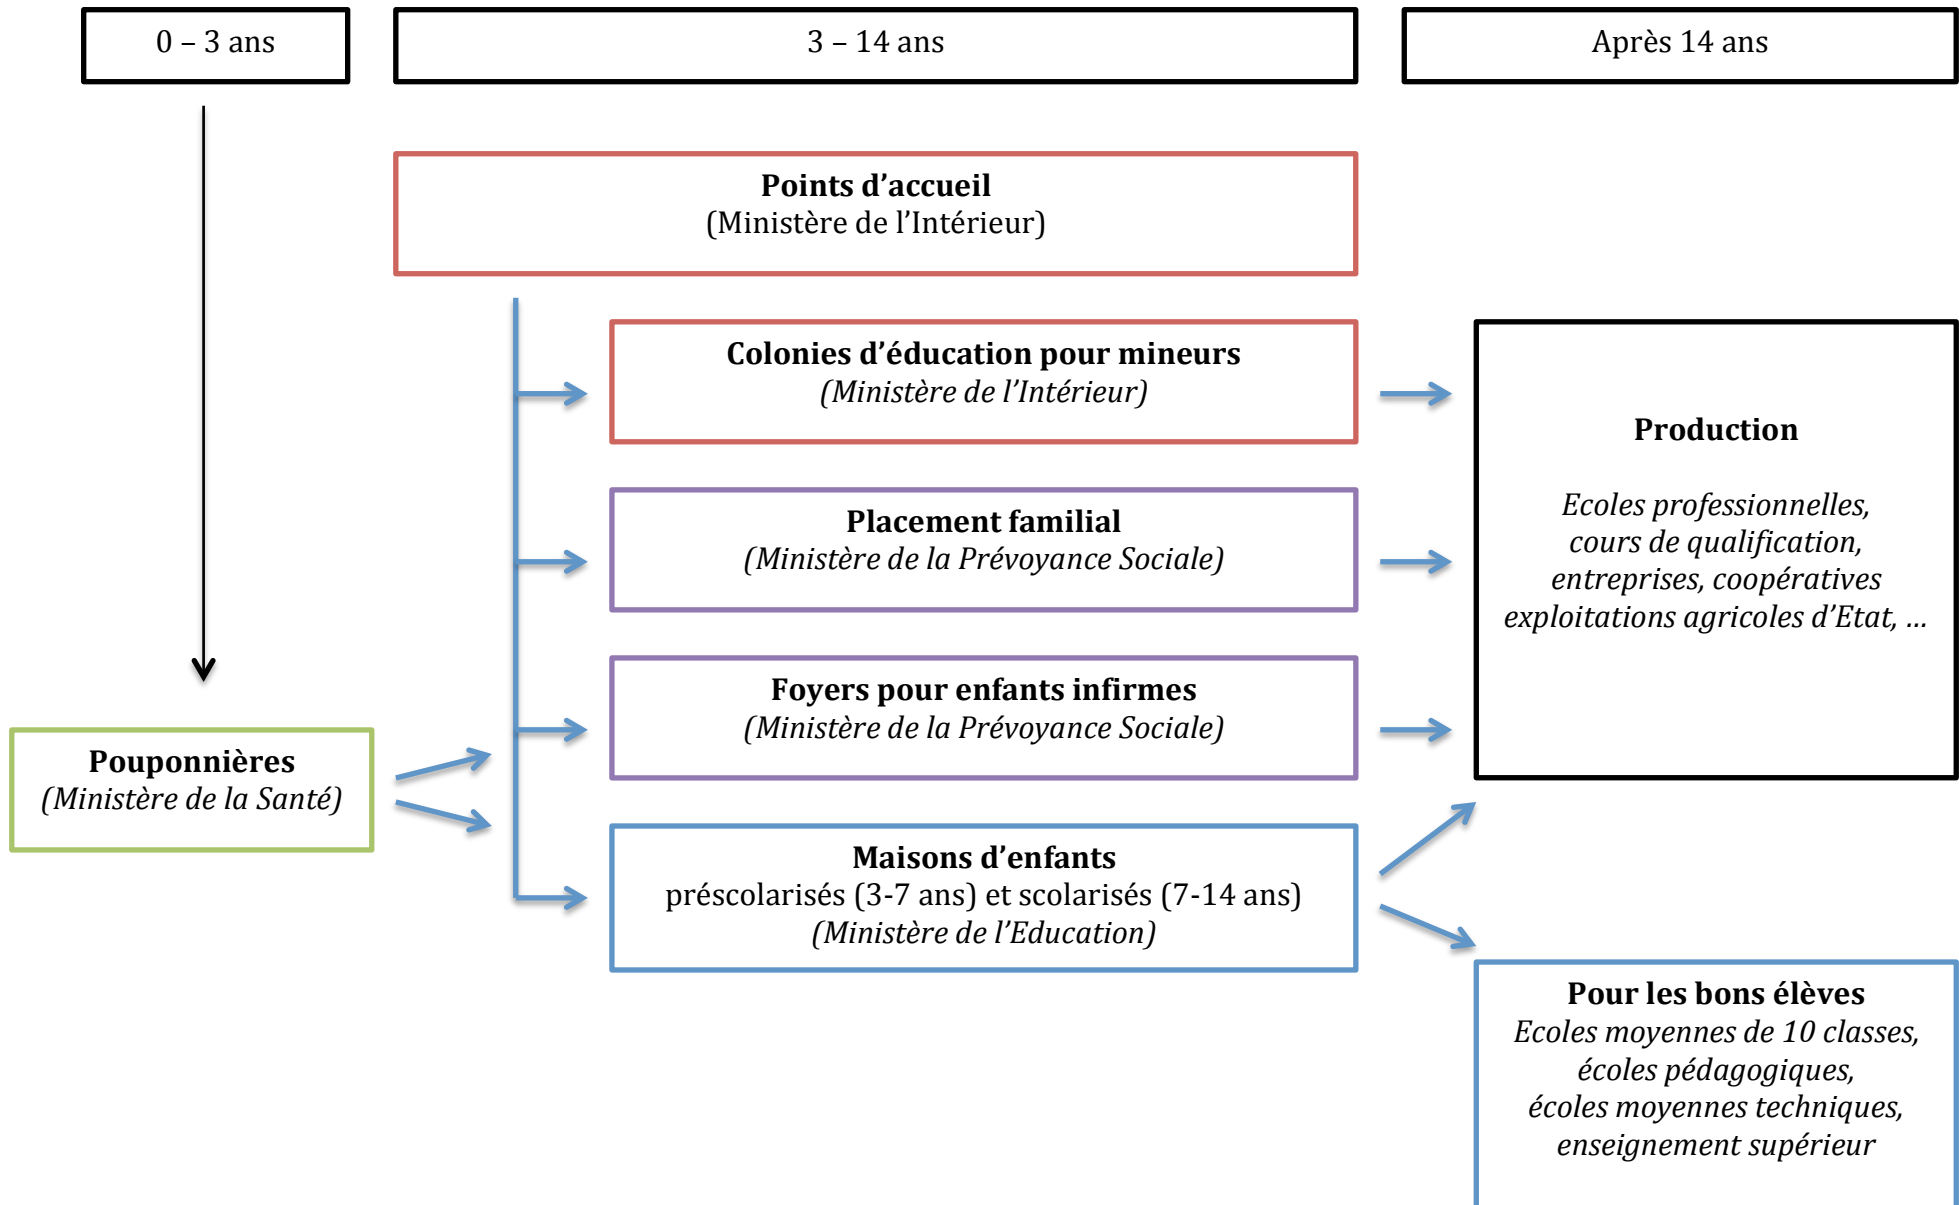 0 – 3 ans
3 – 14 ans
Après 14 ans
Points d’accueil
(Ministère de l’Intérieur)
Colonies d’éducation pour mineurs
(Ministère de l’Intérieur)
Placement familial
(Ministère de la Prévoyance Sociale)
Foyers pour enfants infirmes
(Ministère de la Prévoyance Sociale)
Pouponnières
(Ministère de la Santé)
Maisons d’enfants
préscolarisés (3-7 ans) et scolarisés (7-14 ans)
(Ministère de l’Education)
Production
Ecoles professionnelles,
cours de qualification,
entreprises, coopératives
exploitations agricoles d’Etat, …
Pour les bons élèves
Ecoles moyennes de 10 classes,
écoles pédagogiques,
écoles moyennes techniques,
enseignement supérieur